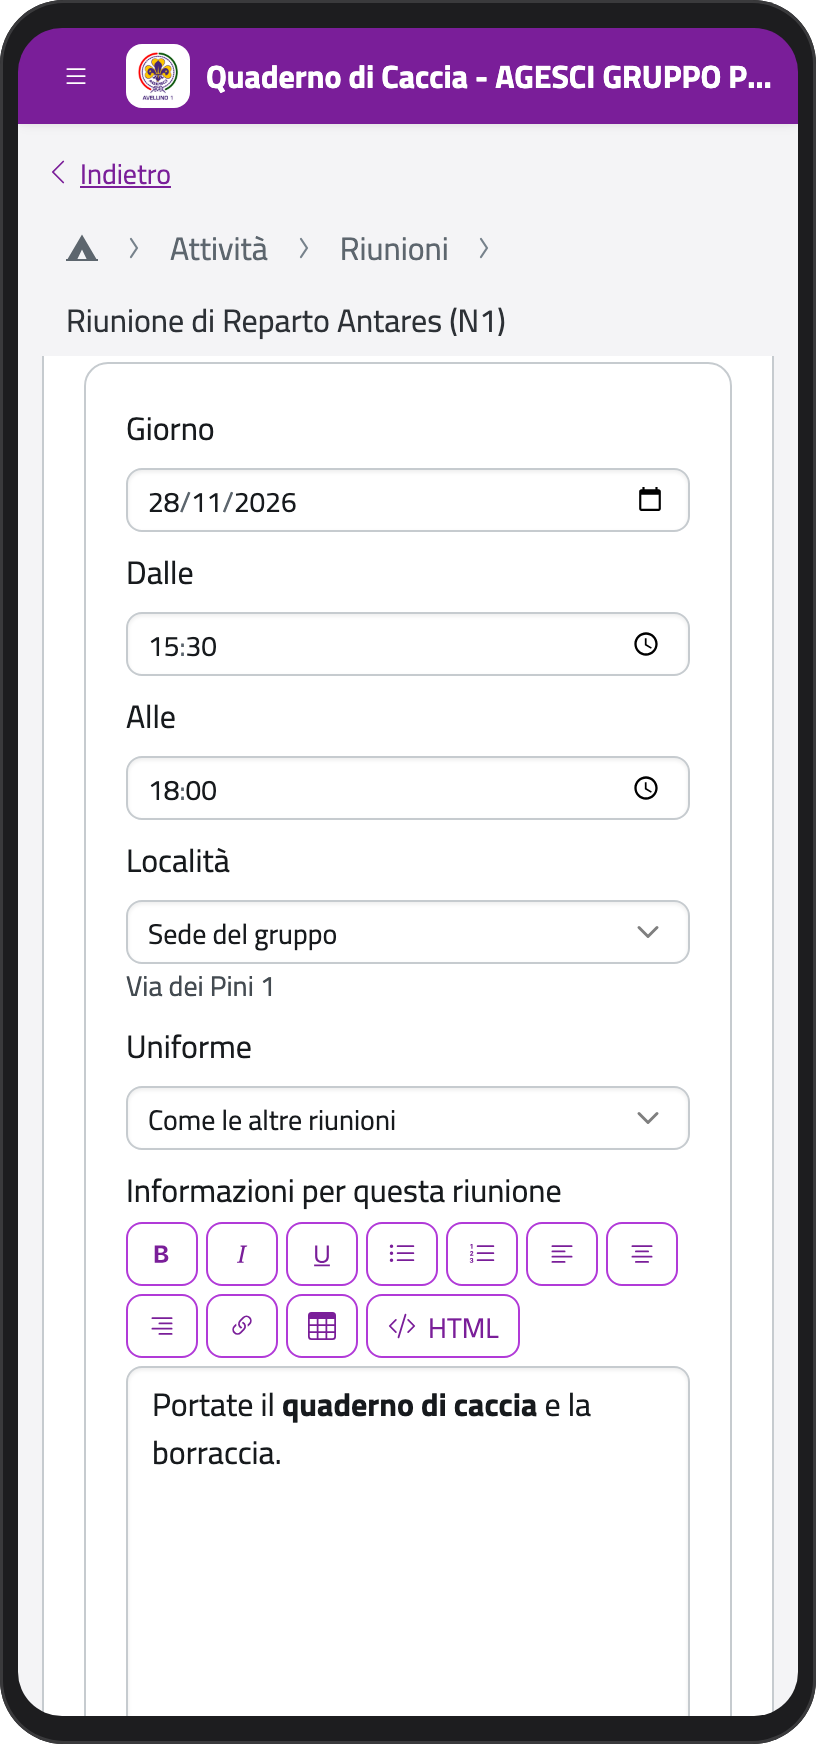 AVELLINO 1
Quaderno di Caccia - AGESCI GRUPPO P...
Indietro
Attività
Riunioni
Riunione di Reparto Antares (N1)
Giorno
28/11/2026
Dalle
15:30
Alle
18:00
Località
Sede del gruppo
Via dei Pini 1
Uniforme
Come le altre riunioni
Informazioni per questa riunione
B I U
</> HTML
Portate il quaderno di caccia e la
borraccia.